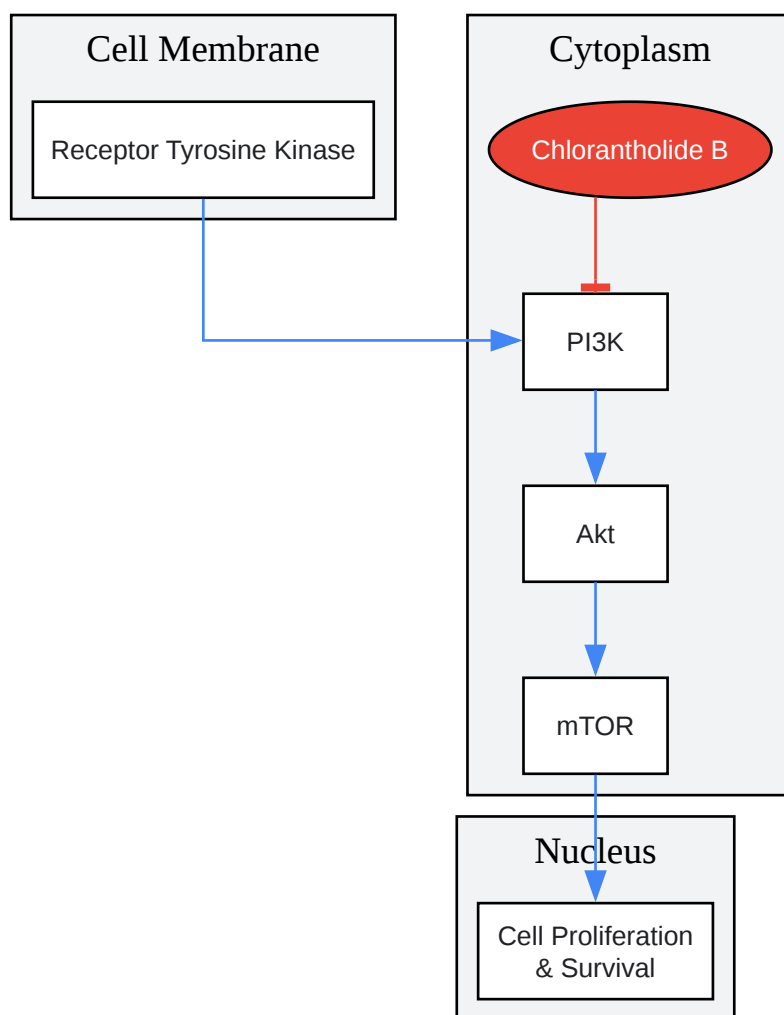 Cell Membrane
Receptor Tyrosine Kinase
Cytoplasm
Chlorantholide B
PI3K
Akt
mTOR
Nucleus
Cell Proliferation
& Survival